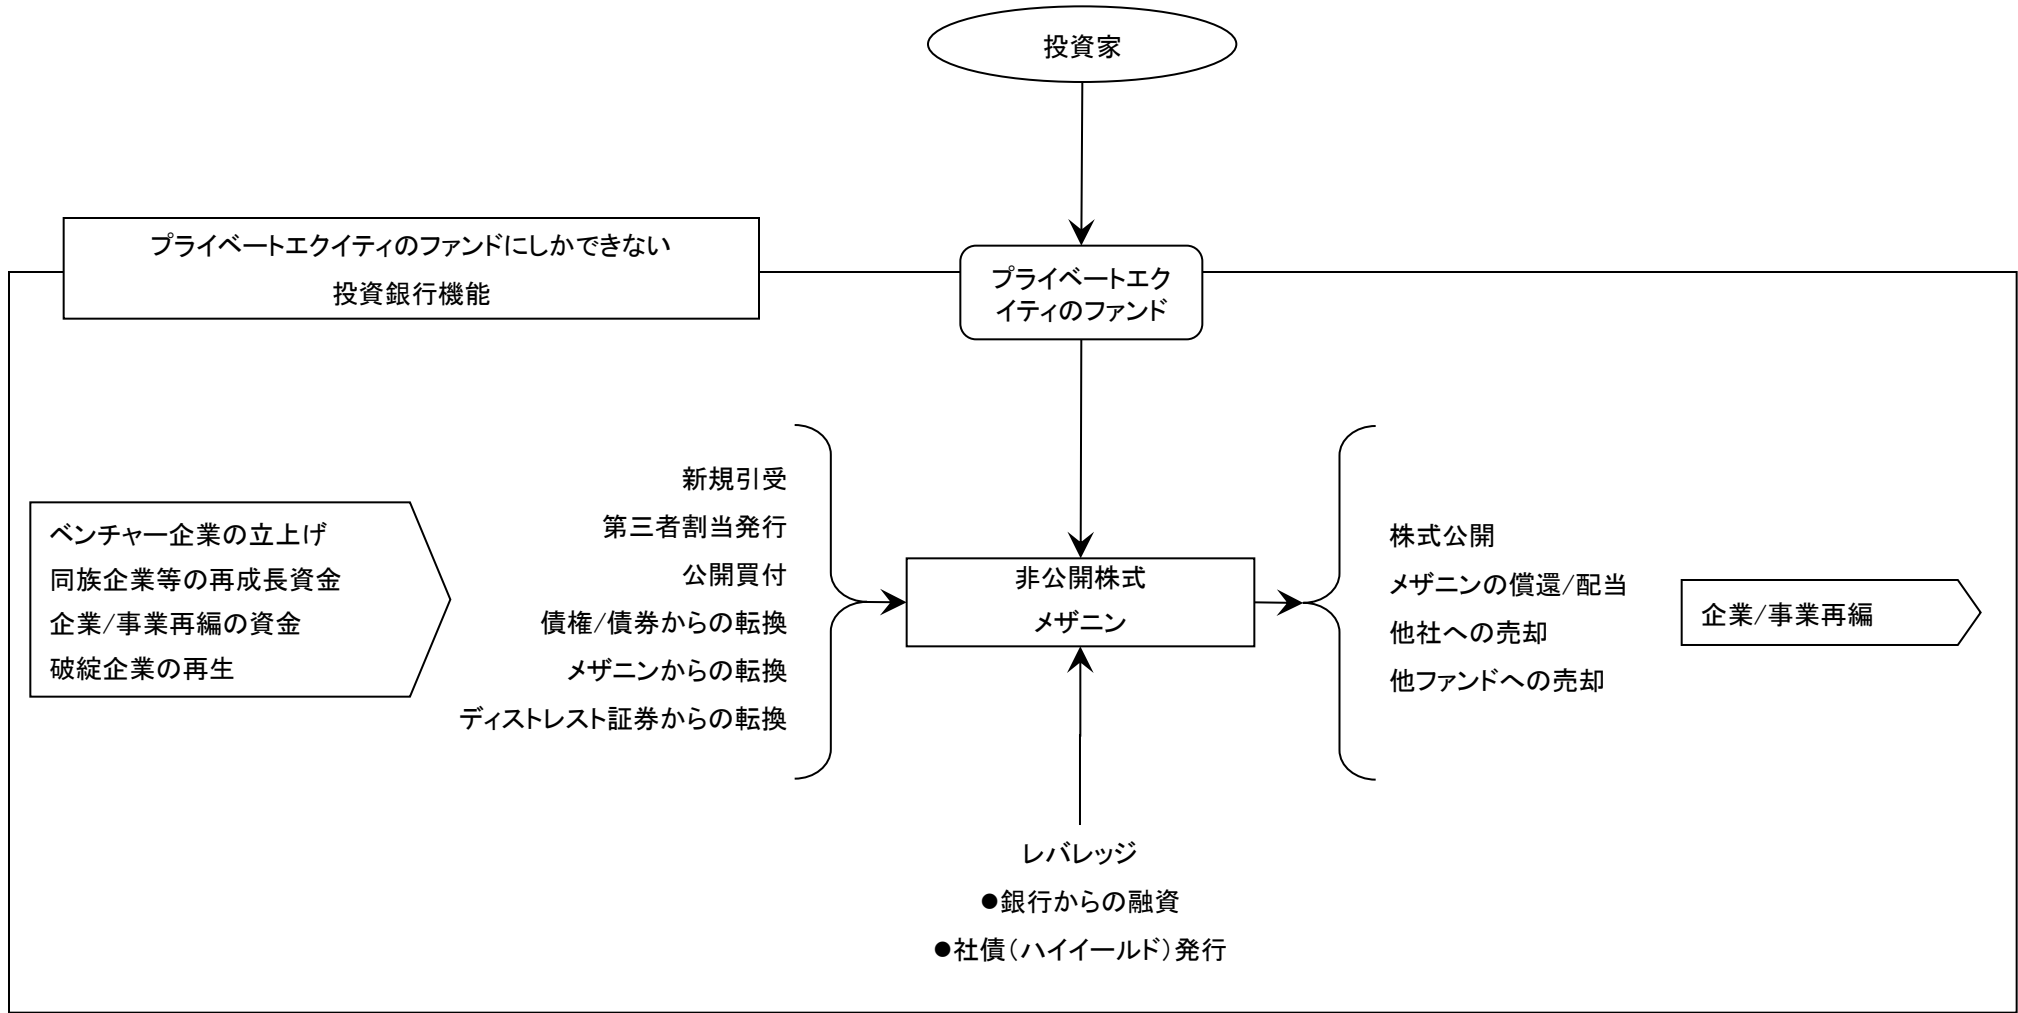 投資家
プライベートエクイティのファンドにしかできない
投資銀行機能
プライベートエク
イティのファンド
ベンチャー企業の立上げ
同族企業等の再成長資金
企業/事業再編の資金
破綻企業の再生
新規引受
第三者割当発行
公開買付
債権/債券からの転換
メザニンからの転換
ディストレスト証券からの転換
非公開株式
メザニン
株式公開
メザニンの償還/配当
他社への売却
他ファンドへの売却
企業/事業再編
レバレッジ
●銀行からの融資
●社債(ハイイールド)発行